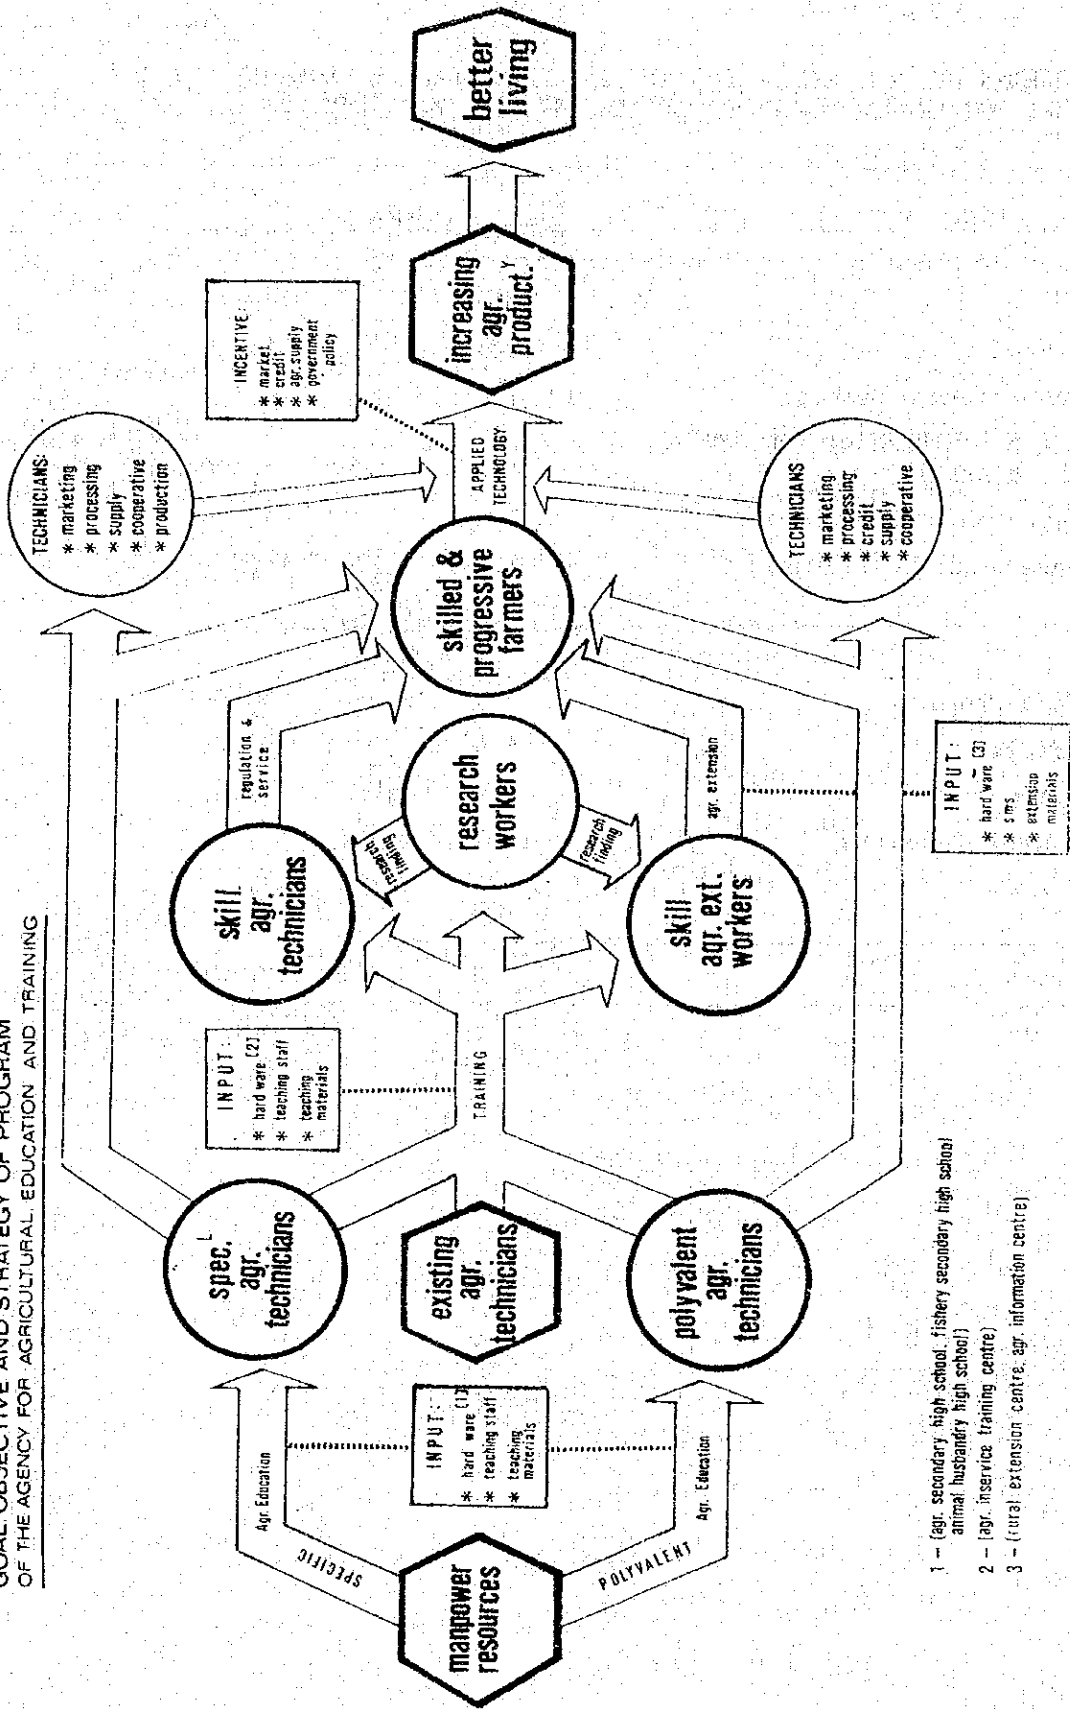 GOAL, OBJECTIVE AND STRATEGY OF PROGRAM
OF THE AGENCY FOR AGRICULTURAL EDUCATION AND TRAINING
manpower
resources
SPECIFIC
Agr. Education
POLYVALENT
Agr. Education
INPUT:
* hard ware [1]
* teaching staff
* teaching
materials
spec.L
agr.
technicians
existing
agr.
technicians
polyvalent
agr.
technicians
INPUT:
* hard ware [2]
* teaching staff
* teaching
materials
TRAINING
skill
agr.
technicians
research
finding
research
workers
research
finding
skill
agr. ext.
workers
regulation &
service
agr. extension
INPUT:
* hard ware [3]
* sms
* extension
materials
skilled &
progressive
farmers
TECHNICIANS:
* marketing
* processing
* supply
* cooperative
* production
TECHNICIANS
* marketing
* processing
* credit
* supply
* cooperative
INCENTIVE:
* market
* credit
* agr. supply
* government
policy
APPLIED
TECHNOLOGY
increasing
agr.
product.Y
better
living
1 – (agr. secondary high school, fishery secondary high school
animal husbandry high school)
2 – (agr. inservice training centre)
3 – (rural extension centre, agr. information centre)